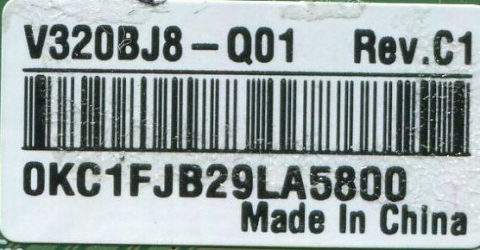 V320BJ8-Q01 Rev.C1
0KC1FJB29LA5800
Made In China